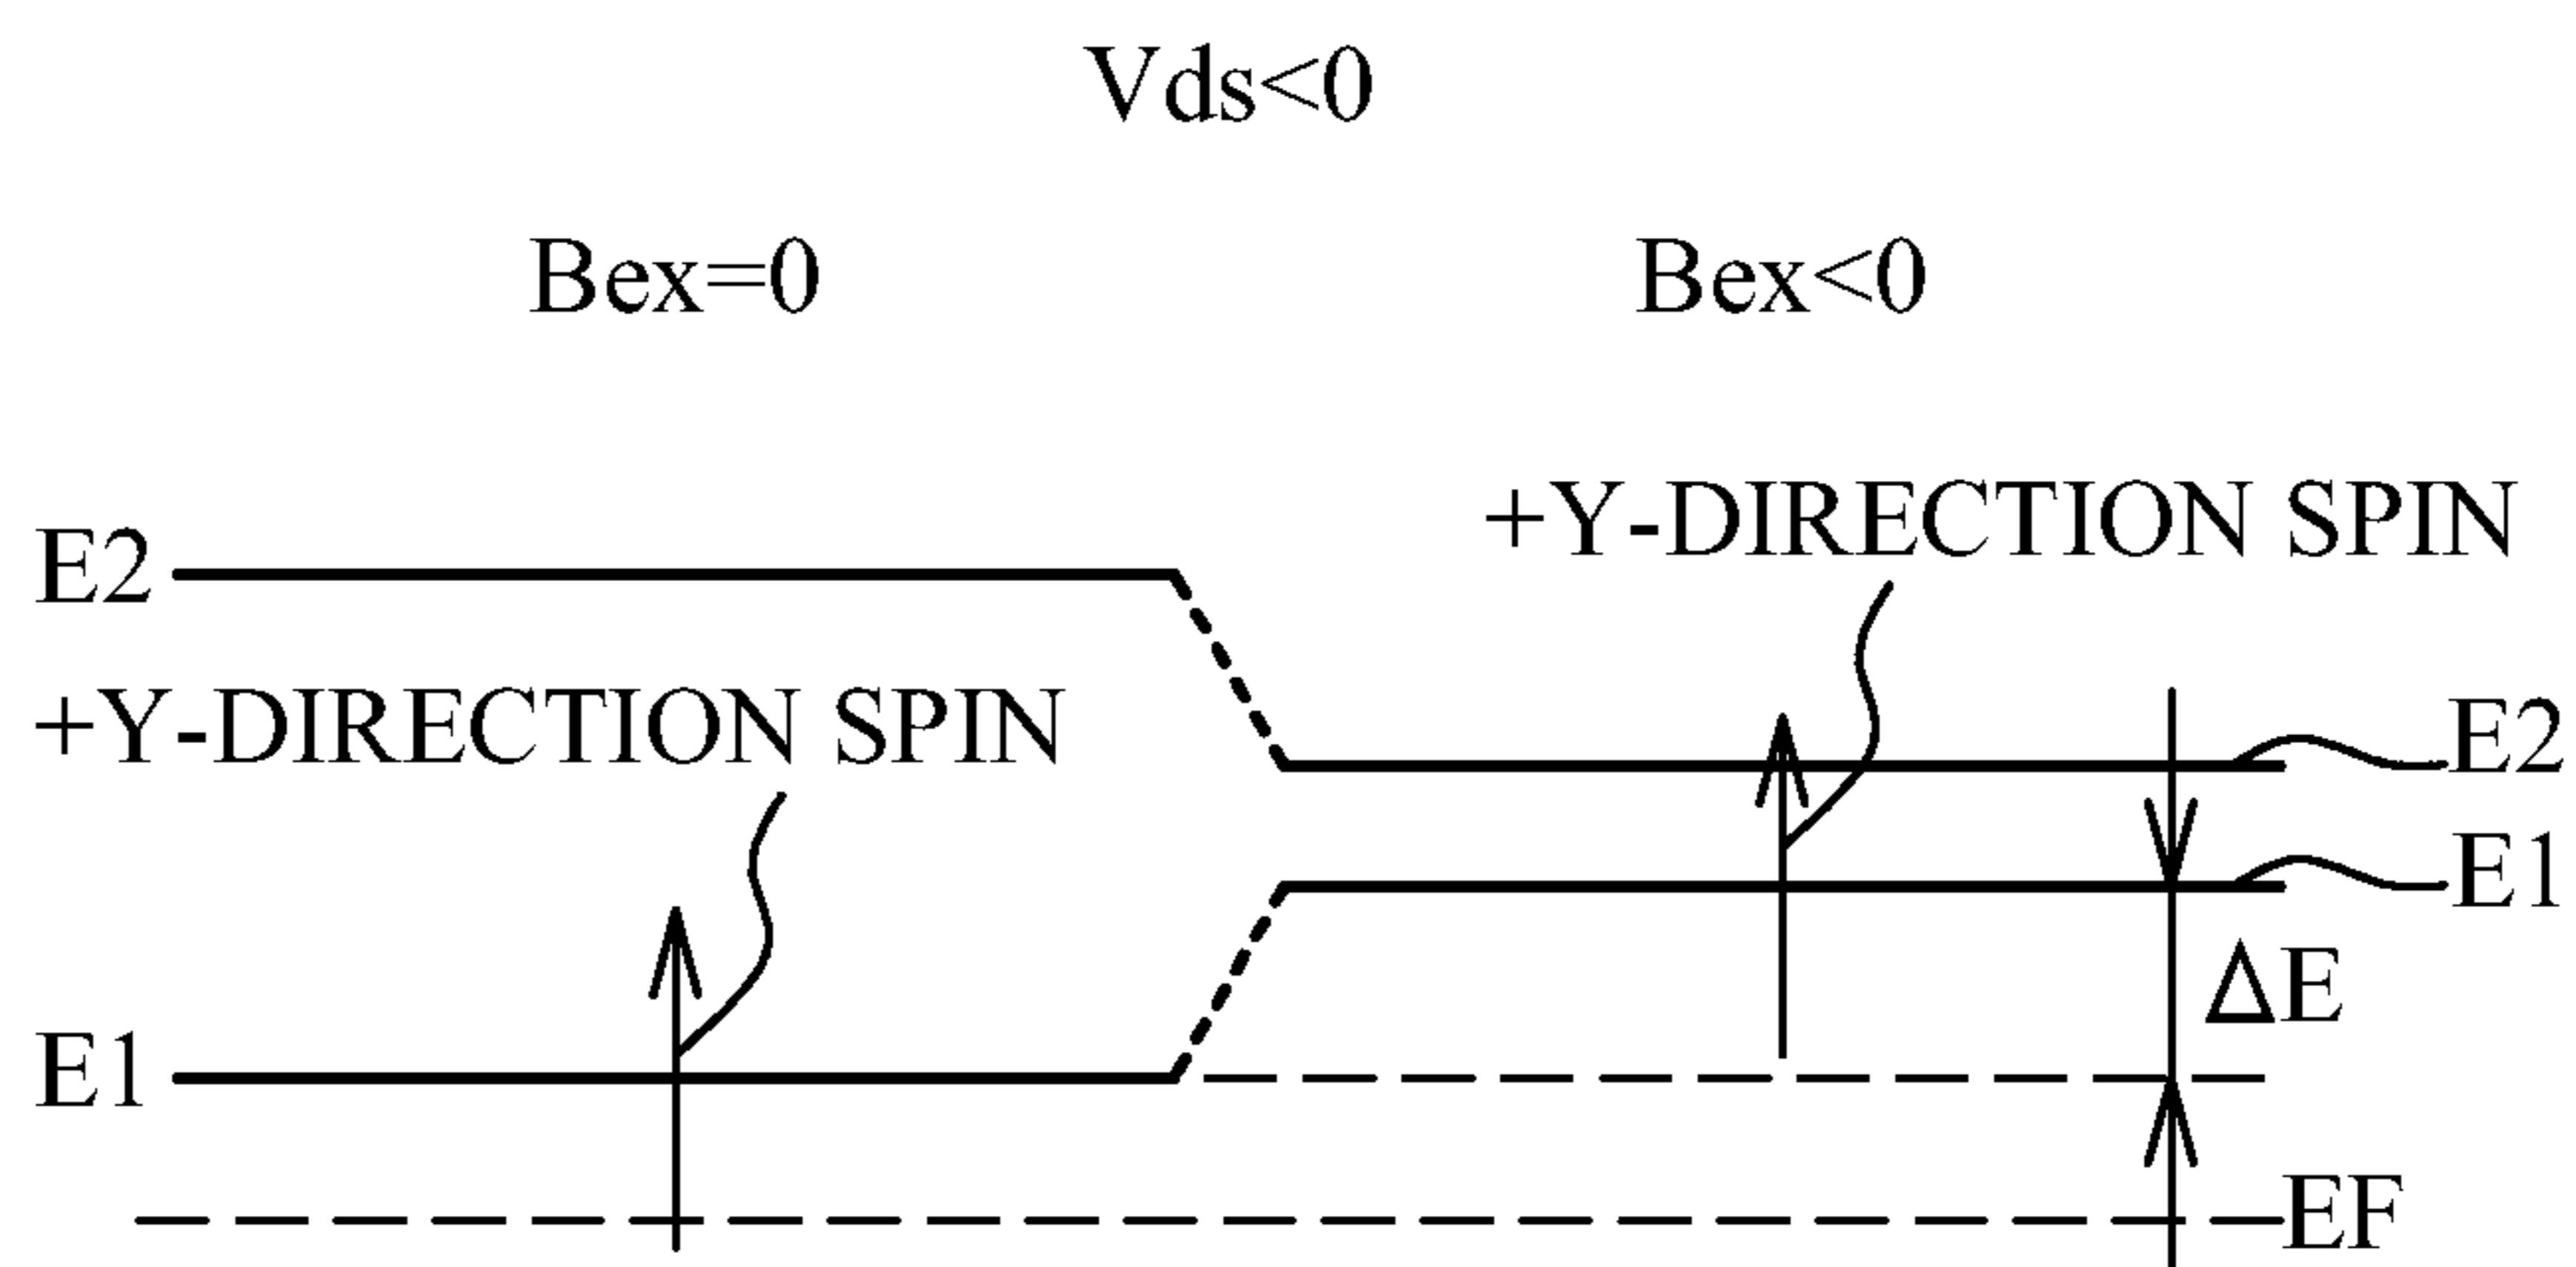 Vds<0
Bex=0
Bex<0
+Y-DIRECTION SPIN
E2
+Y-DIRECTION SPIN
E2
E1
ΔE
E1
EF